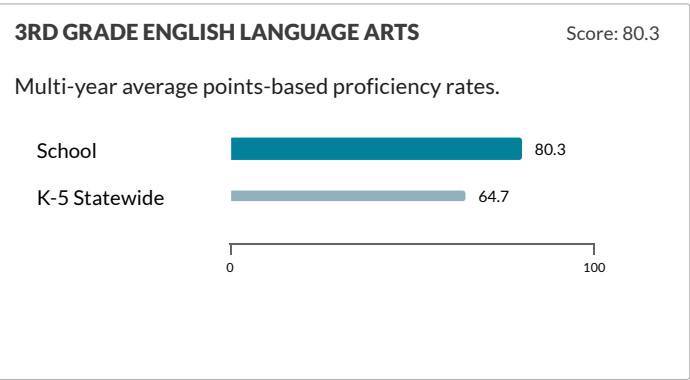 3RD GRADE ENGLISH LANGUAGE ARTS Score: 80.3
Multi-year average points-based proficiency rates.
School 80.3
K-5 Statewide 64.7
0 100